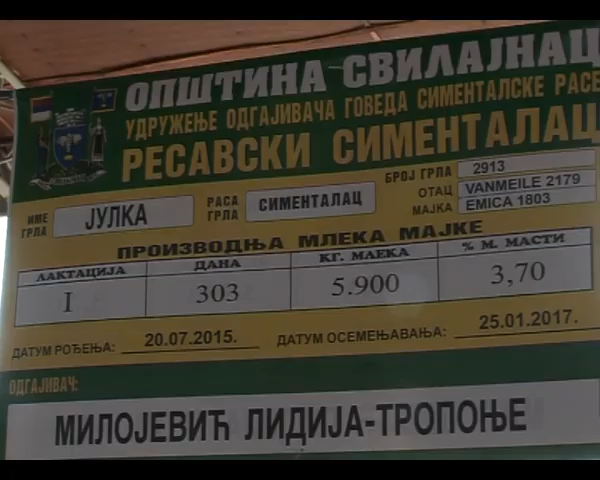 ОПШТИНА СВИЛАЈНАЦ
УДРУЖЕЊЕ ОДГАЈИВАЧА ГОВЕДА СИМЕНТАЛСКЕ РАСЕ
РЕСАВСКИ СИМЕНТАЛАЦ
ИМЕ ГРЛА ЈУЛКА
РАСА ГРЛА СИМЕНТАЛАЦ
БРОЈ ГРЛА 2913
ОТАЦ VANMEILE 2179
МАЈКА EMICA 1803
ПРОИЗВОДЊА МЛЕКА МАЈКЕ
ЛАКТАЦИЈА ДАНА КГ. МЛЕКА % М. МАСТИ
I 303 5.900 3,70
ДАТУМ РОЂЕЊА: 20.07.2015. ДАТУМ ОСЕМЕЊАВАЊА: 25.01.2017.
ОДГАЈИВАЧ:
МИЛОЈЕВИЋ ЛИДИЈА-ТРОПОЊЕ